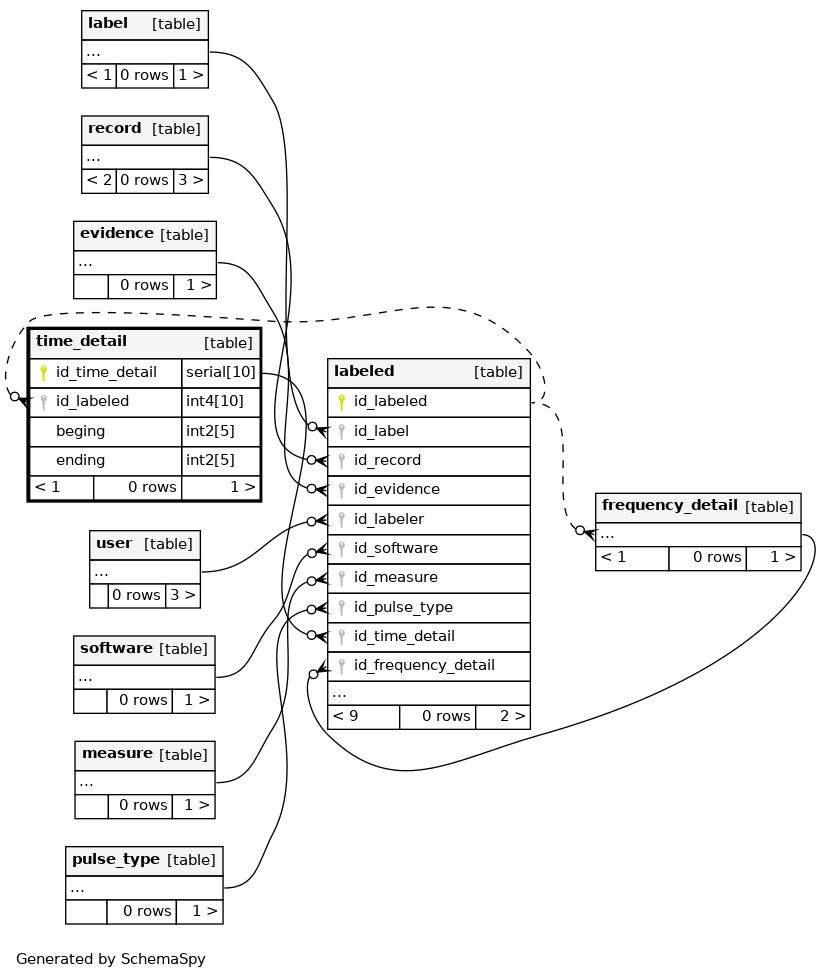 label [table]
...
< 1 0 rows 1 >
record [table]
...
< 2 0 rows 3 >
evidence [table]
...
0 rows 1 >
time_detail [table]
id_time_detail serial[10]
id_labeled int4[10]
beging int2[5]
ending int2[5]
< 1 0 rows 1 >
labeled [table]
id_labeled
id_label
id_record
id_evidence
id_labeler
id_software
id_measure
id_pulse_type
id_time_detail
id_frequency_detail
...
< 9 0 rows 2 >
frequency_detail [table]
...
< 1 0 rows 1 >
user [table]
...
0 rows 3 >
software [table]
...
0 rows 1 >
measure [table]
...
0 rows 1 >
pulse_type [table]
...
0 rows 1 >
Generated by SchemaSpy